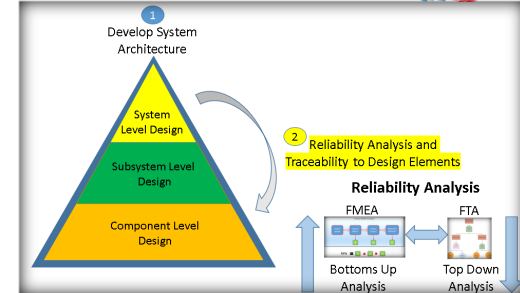 1
Develop System
Architecture
System
Level Design
Subsystem Level
Design
Component Level
Design
2
Reliability Analysis and
Traceability to Design Elements
Reliability Analysis
FMEA
FTA
Bottoms Up
Analysis
Top Down
Analysis